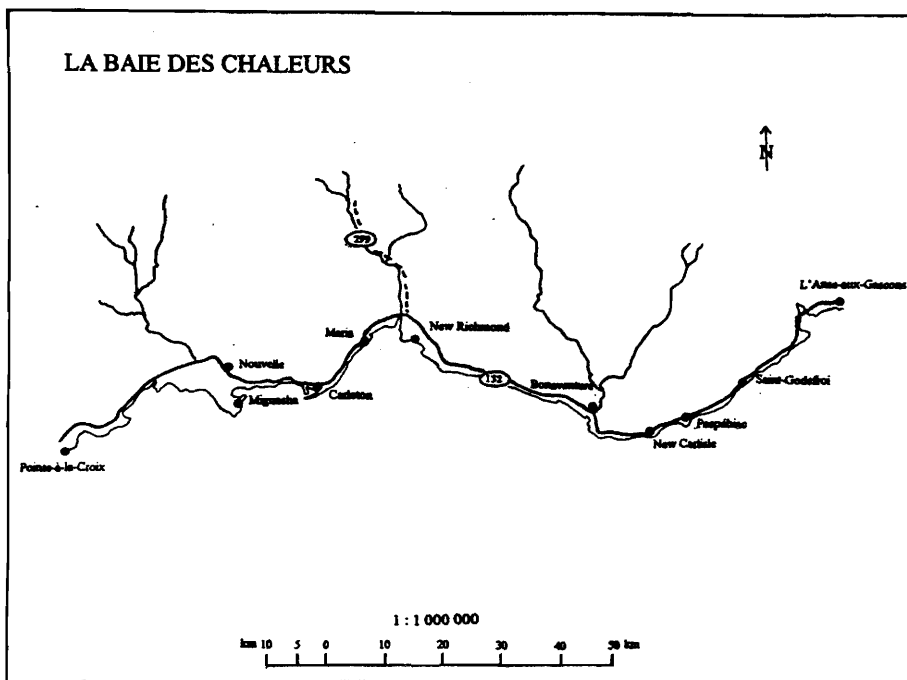 LA BAIE DES CHALEURS
N
299
L'Anse-aux-Gascons
Maria
New Richmond
Nouvelle
132
Bonaventure
Saint-Godefroi
Miguasha
Carleton
Paspébiac
New Carlisle
Pointe-à-la-Croix
1 : 1 000 000
km 10 5 0 10 20 30 40 50 km